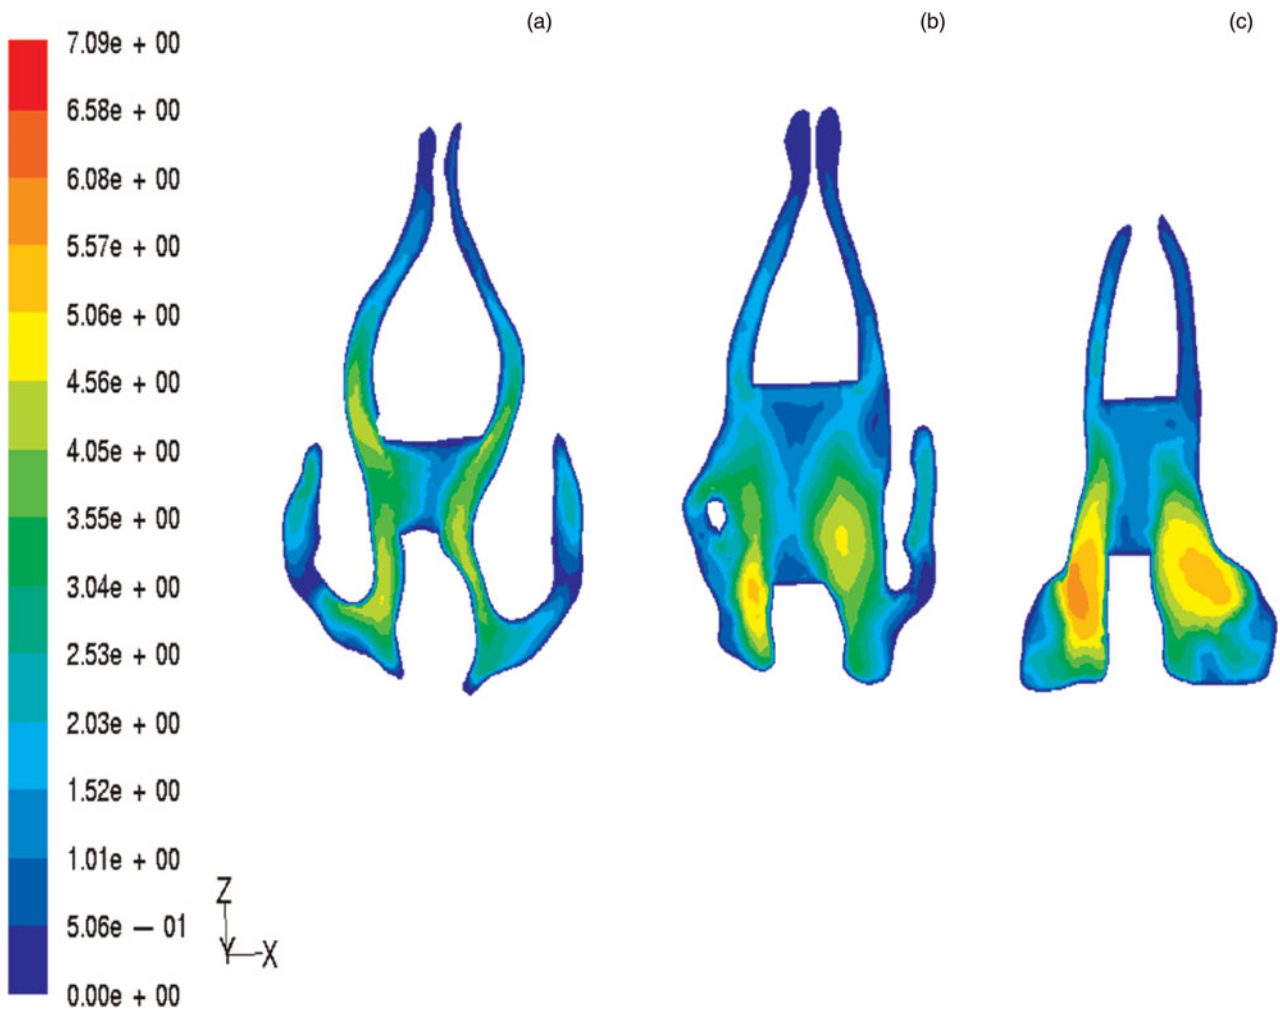 (a)
(b)
(c)
7.09e + 00
6.58e + 00
6.08e + 00
5.57e + 00
5.06e + 00
4.56e + 00
4.05e + 00
3.55e + 00
3.04e + 00
2.53e + 00
2.03e + 00
1.52e + 00
1.01e + 00
5.06e — 01
0.00e + 00
Z
Y
X